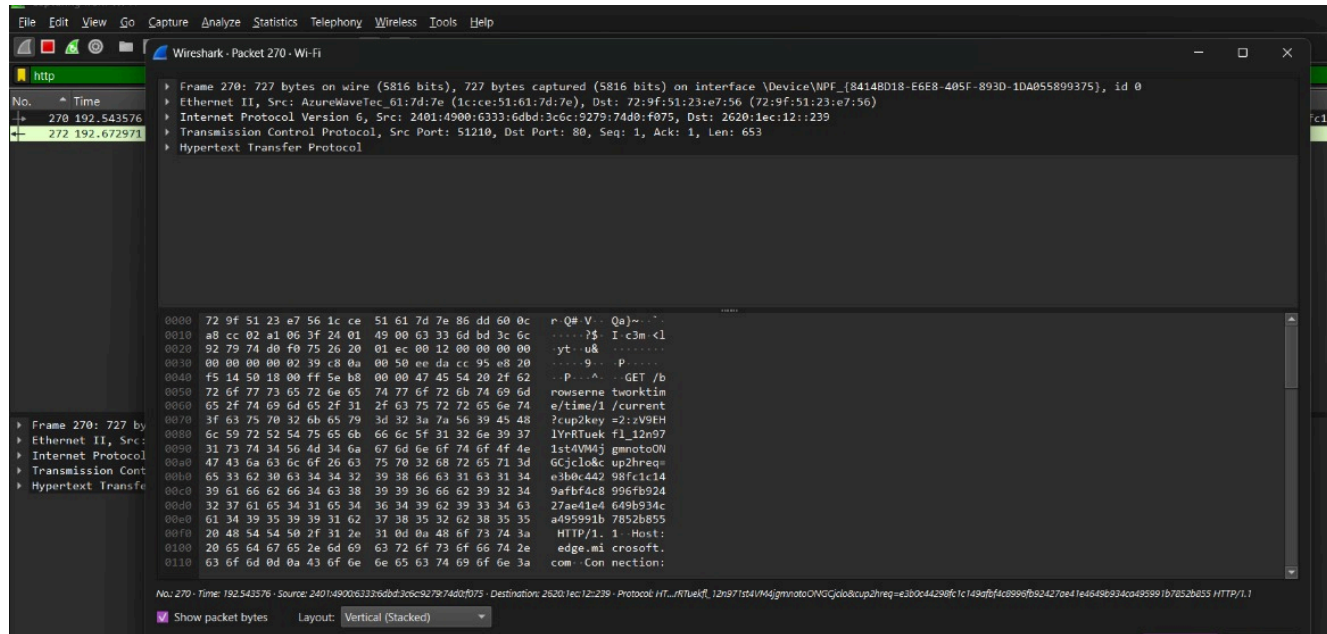 File Edit View Go Capture Analyze Statistics Telephony Wireless Tools Help
Wireshark · Packet 270 · Wi-Fi
http
No. Time
270 192.543576
272 192.672971
Frame 270: 727 bytes on wire (5816 bits), 727 bytes captured (5816 bits) on interface \Device\NPF_{8414BD18-E6E8-405F-893D-1DA055899375}, id 0
Ethernet II, Src: AzureWaveTec_61:7d:7e (1c:ce:51:61:7d:7e), Dst: 72:9f:51:23:e7:56 (72:9f:51:23:e7:56)
Internet Protocol Version 6, Src: 2401:4900:6333:6dbd:3c6c:9279:74d0:f075, Dst: 2620:1ec:12::239
Transmission Control Protocol, Src Port: 51210, Dst Port: 80, Seq: 1, Ack: 1, Len: 653
Hypertext Transfer Protocol
fc1
0000 72 9f 51 23 e7 56 1c ce 51 61 7d 7e 86 dd 60 0c r·Q#·V·· Qa}~··`·
0010 a8 cc 02 a1 06 3f 24 01 49 00 63 33 6d bd 3c 6c ·····?$· I·c3m·<l
0020 92 79 74 d0 f0 75 26 20 01 ec 00 12 00 00 00 00 ·yt··u& ········
0030 00 00 00 00 02 39 c8 0a 00 50 ee da cc 95 e8 20 ·····9·· ·P·····
0040 f5 14 50 18 00 ff 5e b8 00 00 47 45 54 20 2f 62 ··P···^· ··GET /b
0050 72 6f 77 73 65 72 6e 65 74 77 6f 72 6b 74 69 6d rowserne tworktim
0060 65 2f 74 69 6d 65 2f 31 2f 63 75 72 72 65 6e 74 e/time/1 /current
0070 3f 63 75 70 32 6b 65 79 3d 32 3a 7a 56 39 45 48 ?cup2key =2:zV9EH
0080 6c 59 72 52 54 75 65 6b 66 6c 5f 31 32 6e 39 37 lYrRTuek fl_12n97
0090 31 73 74 34 56 4d 34 6a 67 6d 6e 6f 74 6f 4f 4e 1st4VM4j gmnotoON
00a0 47 43 6a 63 6c 6f 26 63 75 70 32 68 72 65 71 3d GCjclo&c up2hreq=
00b0 65 33 62 30 63 34 34 32 39 38 66 63 31 63 31 34 e3b0c442 98fc1c14
00c0 39 61 66 62 66 34 63 38 39 39 36 66 62 39 32 34 9afbf4c8 996fb924
00d0 32 37 61 65 34 31 65 34 36 34 39 62 39 33 34 63 27ae41e4 649b934c
00e0 61 34 39 35 39 39 31 62 37 38 35 32 62 38 35 35 a495991b 7852b855
00f0 20 48 54 54 50 2f 31 2e 31 0d 0a 48 6f 73 74 3a HTTP/1. 1··Host:
0100 20 65 64 67 65 2e 6d 69 63 72 6f 73 6f 66 74 2e edge.mi crosoft.
0110 63 6f 6d 0d 0a 43 6f 6e 6e 65 63 74 69 6f 6e 3a com··Con nection:
Frame 270: 727 by
Ethernet II, Src:
Internet Protocol
Transmission Cont
Hypertext Transfe
No.: 270 · Time: 192.543576 · Source: 2401:4900:6333:6dbd:3c6c:9279:74d0:f075 · Destination: 2620:1ec:12::239 · Protocol: HT...rRTuekfl_12n971st4VM4jgmnotoONGCjclo&cup2hreq=e3b0c44298fc1c149afbf4c8996fb92427ae41e4649b934ca495991b7852b855 HTTP/1.1
Show packet bytes Layout: Vertical (Stacked)